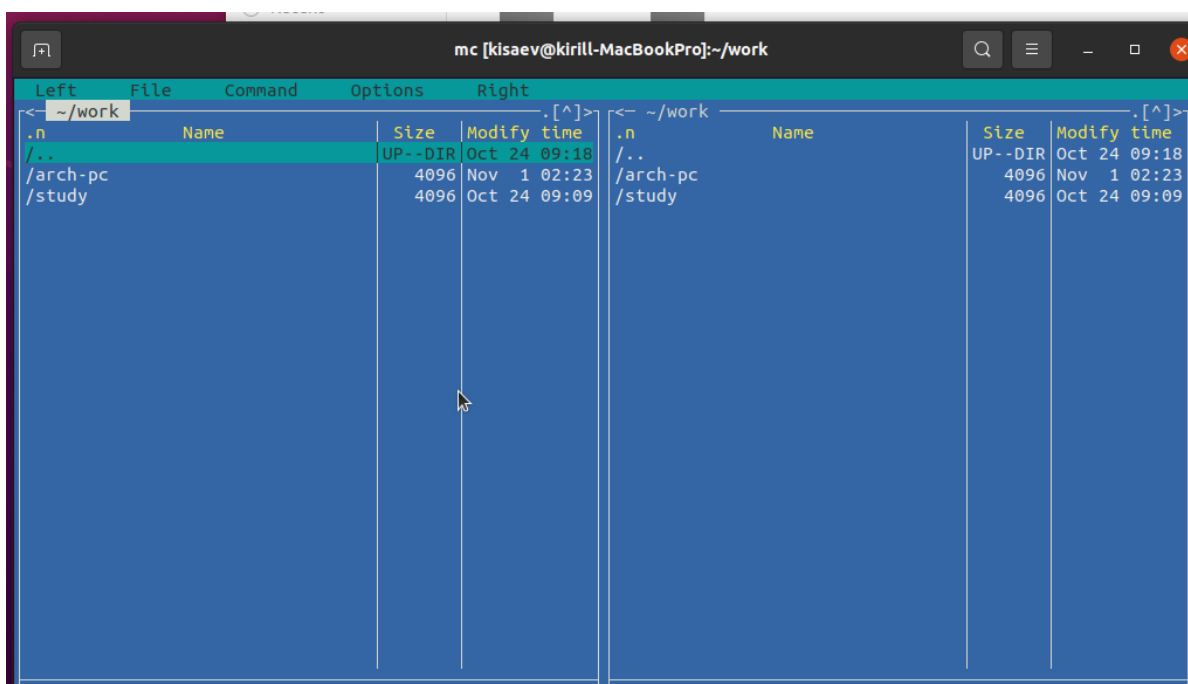 mc [kisaev@kirill-MacBookPro]:~/work
Left File Command Options Right
<— ~/work .[^]> <— ~/work .[^]>
.n Name Size Modify time .n Name Size Modify time
/.. UP--DIR Oct 24 09:18 /.. UP--DIR Oct 24 09:18
/arch-pc 4096 Nov 1 02:23 /arch-pc 4096 Nov 1 02:23
/study 4096 Oct 24 09:09 /study 4096 Oct 24 09:09